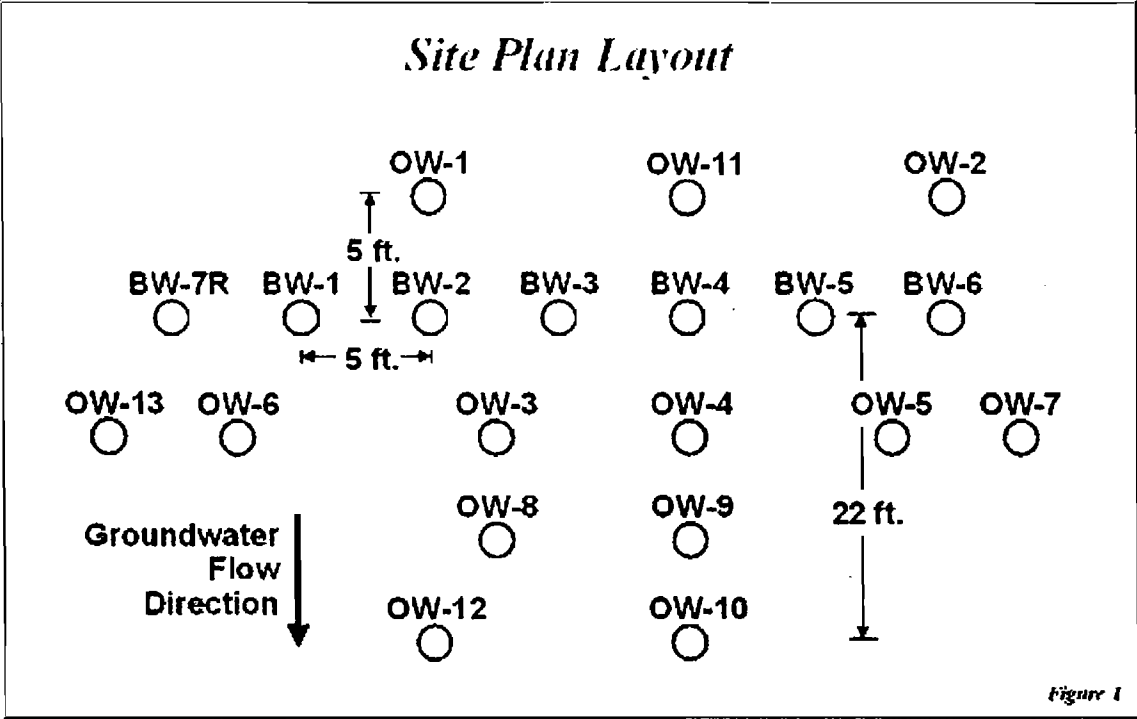 Site Plan Layout
OW-1 OW-11 OW-2
5 ft.
BW-7R BW-1 BW-2 BW-3 BW-4 BW-5 BW-6
5 ft.
OW-13 OW-6 OW-3 OW-4 OW-5 OW-7
OW-8 OW-9 22 ft.
Groundwater
Flow
Direction
OW-12 OW-10
Figure 1